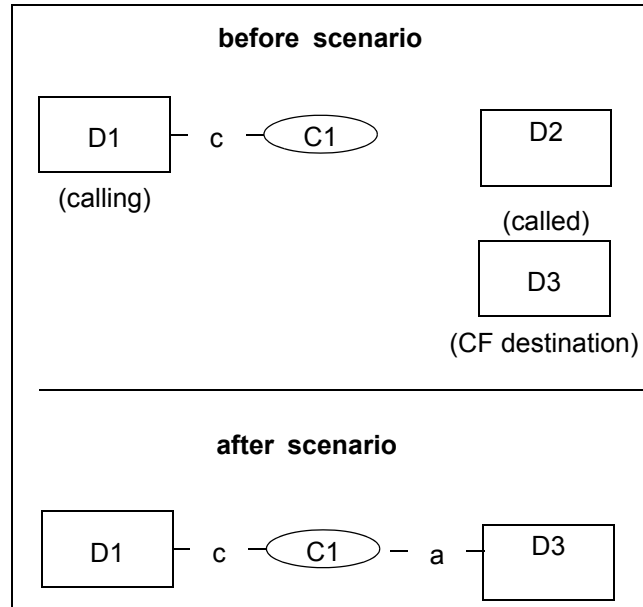 before scenario
D1 c C1 D2
(calling)
(called)
D3
(CF destination)
after scenario
D1 c C1 a D3